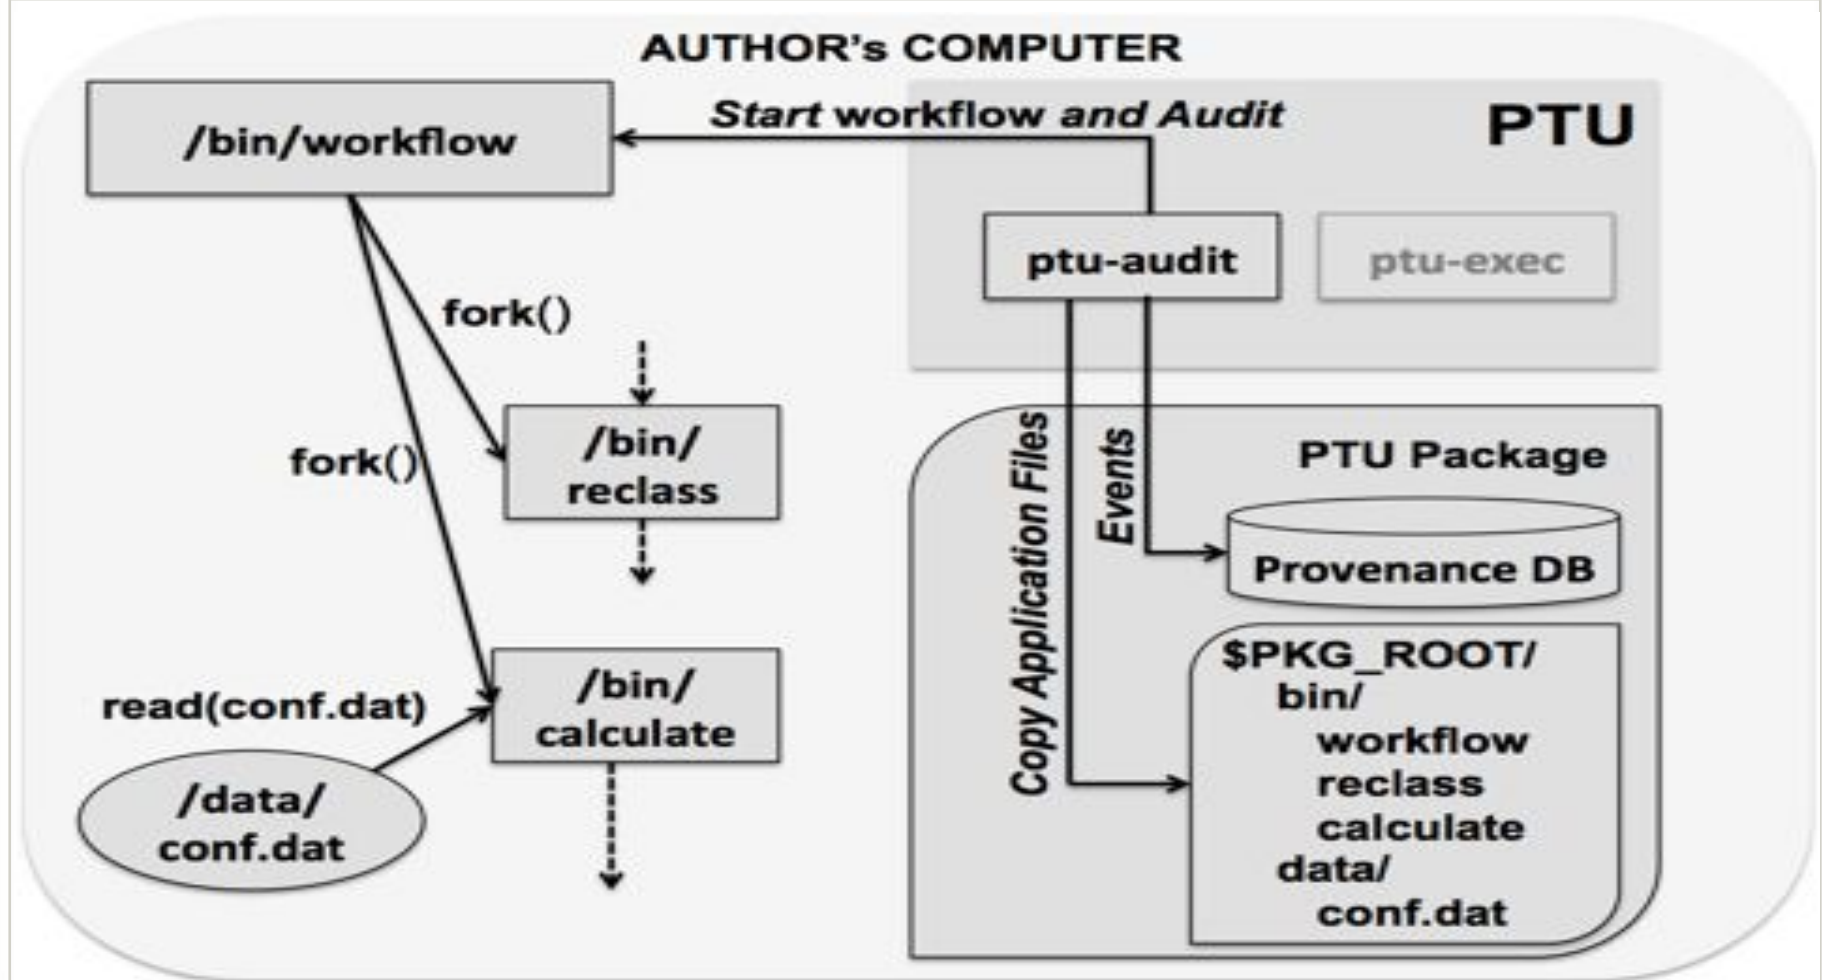 AUTHOR's COMPUTER
/bin/workflow
Start workflow and Audit
PTU
ptu-audit
ptu-exec
fork()
fork()
/bin/
reclass
read(conf.dat)
/bin/
calculate
/data/
conf.dat
Copy Application Files
Events
PTU Package
Provenance DB
$PKG_ROOT/
bin/
workflow
reclass
calculate
data/
conf.dat